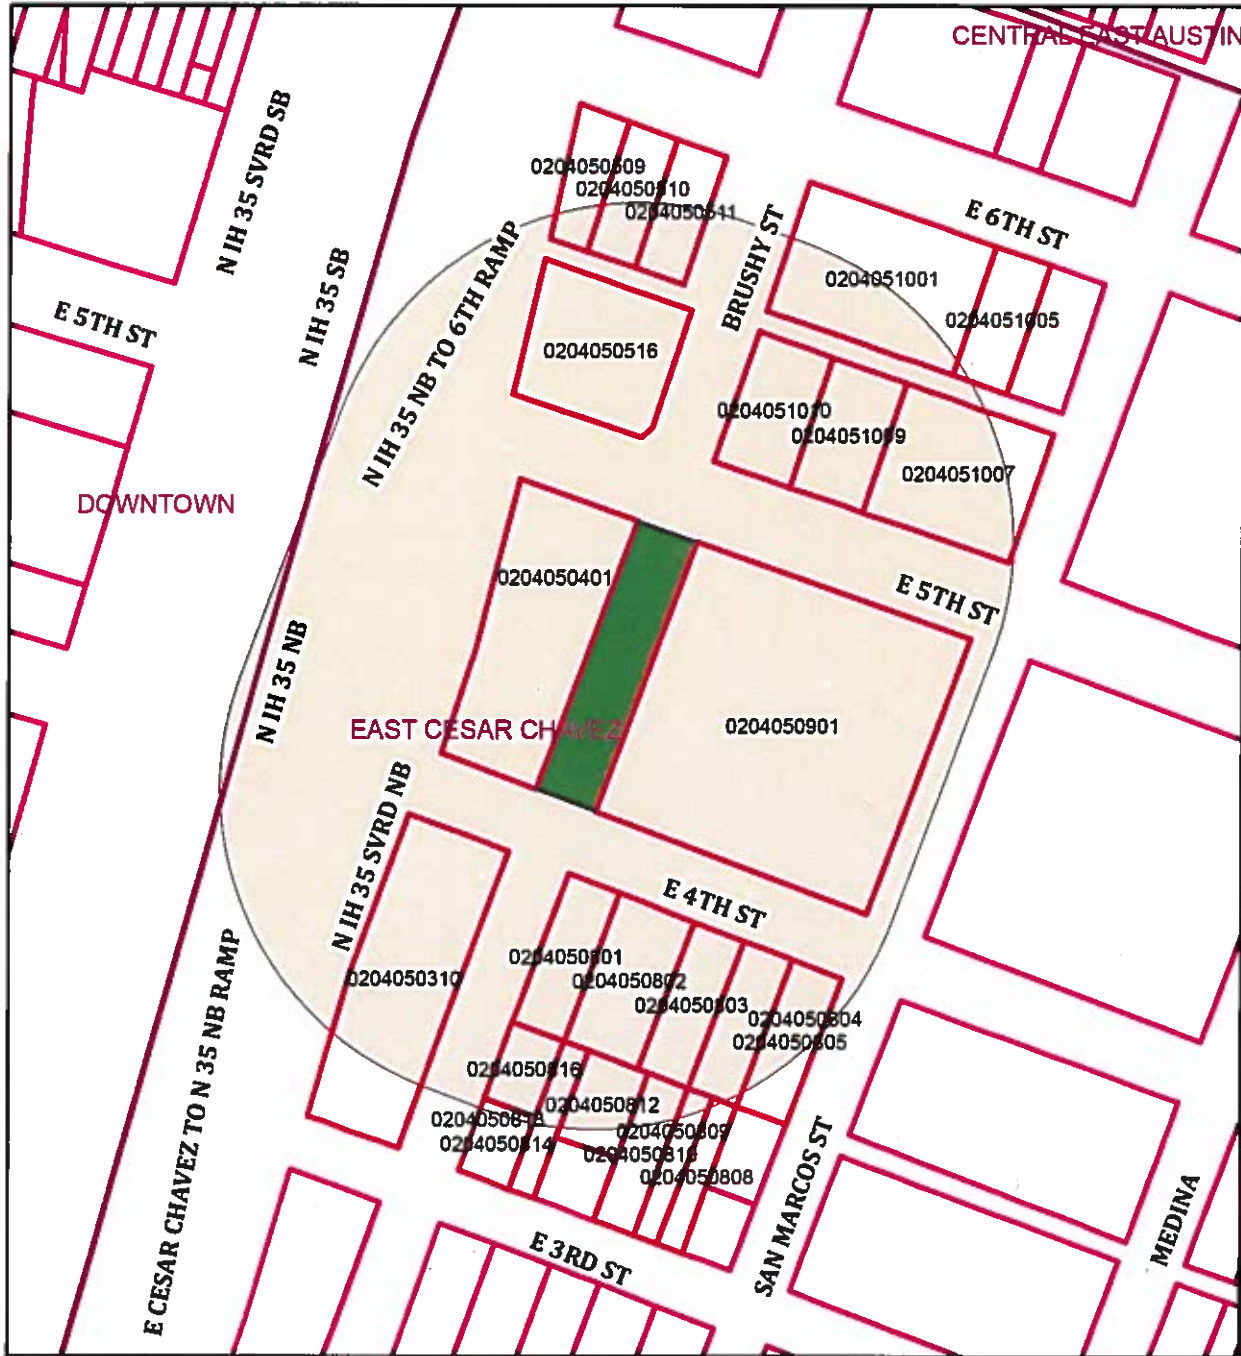 CENTRAL EAST AUSTIN
N IH 35 SVRD SB
0204050509
0204050510
0204050511
E 6TH ST
BRUSHY ST
N IH 35 SB
N IH 35 NB TO 6TH RAMP
0204051001
E 5TH ST
0204051005
0204050516
0204051010
0204051009
0204051007
DOWNTOWN
0204050401
E 5TH ST
N IH 35 NB
EAST CESAR CHAVEZ
0204050901
N IH 35 SVRD NB
E 4TH ST
0204050801
0204050310
0204050802
0204050803
0204050804
0204050805
E CESAR CHAVEZ TO N 35 NB RAMP
0204050816
0204050812
0204050813
0204050809
0204050814
0204050810
0204050808
SAN MARCOS ST
MEDINA
E 3RD ST